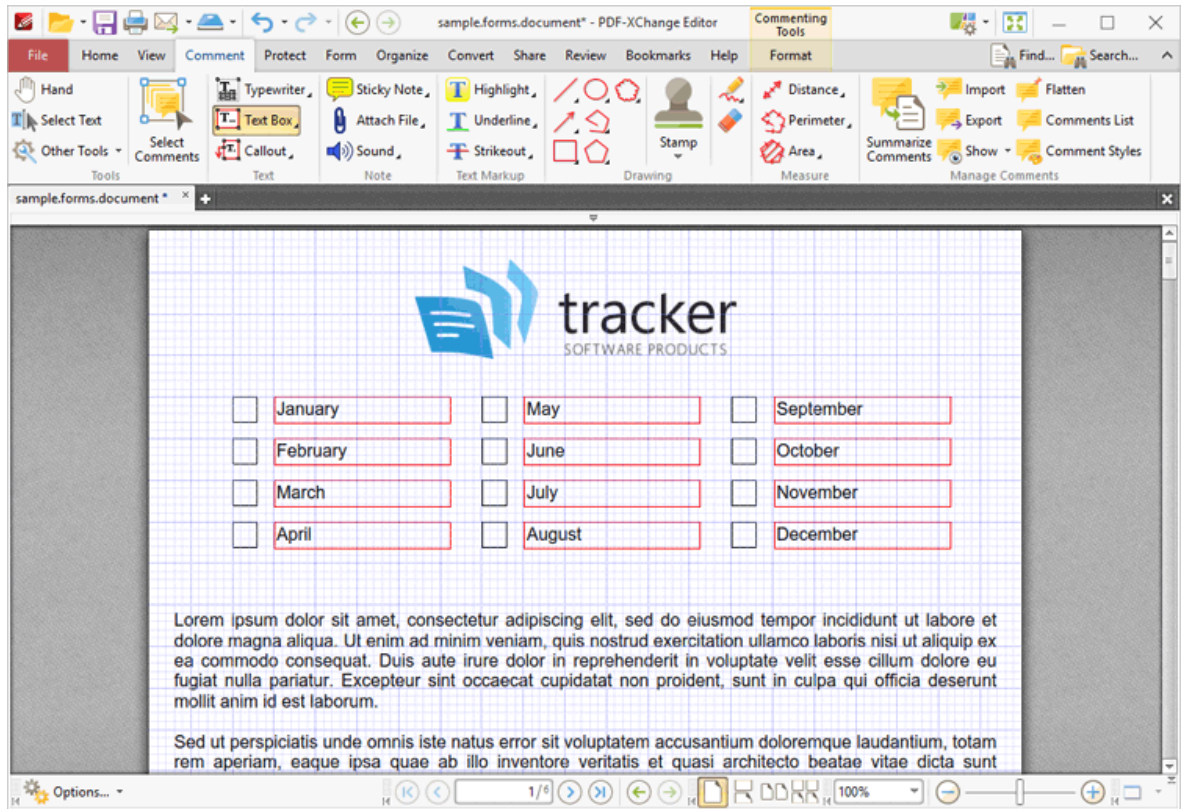 sample.forms.document* - PDF-XChange Editor
Commenting Tools
File Home View Comment Protect Form Organize Convert Share Review Bookmarks Help Format Find... Search...
Hand
Select Text
Other Tools
Select Comments
Tools
Typewriter
Text Box
Callout
Text
Sticky Note
Attach File
Sound
Note
Highlight
Underline
Strikeout
Text Markup
Stamp
Drawing
Distance
Perimeter
Area
Measure
Summarize Comments
Import
Export
Show
Flatten
Comments List
Comment Styles
Manage Comments
sample.forms.document *
tracker
SOFTWARE PRODUCTS
January May September
February June October
March July November
April August December
Lorem ipsum dolor sit amet, consectetur adipiscing elit, sed do eiusmod tempor incididunt ut labore et
dolore magna aliqua. Ut enim ad minim veniam, quis nostrud exercitation ullamco laboris nisi ut aliquip ex
ea commodo consequat. Duis aute irure dolor in reprehenderit in voluptate velit esse cillum dolore eu
fugiat nulla pariatur. Excepteur sint occaecat cupidatat non proident, sunt in culpa qui officia deserunt
mollit anim id est laborum.
Sed ut perspiciatis unde omnis iste natus error sit voluptatem accusantium doloremque laudantium, totam
rem aperiam, eaque ipsa quae ab illo inventore veritatis et quasi architecto beatae vitae dicta sunt
Options... 1/6 100%